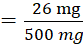 = 26 mg / 500 mg